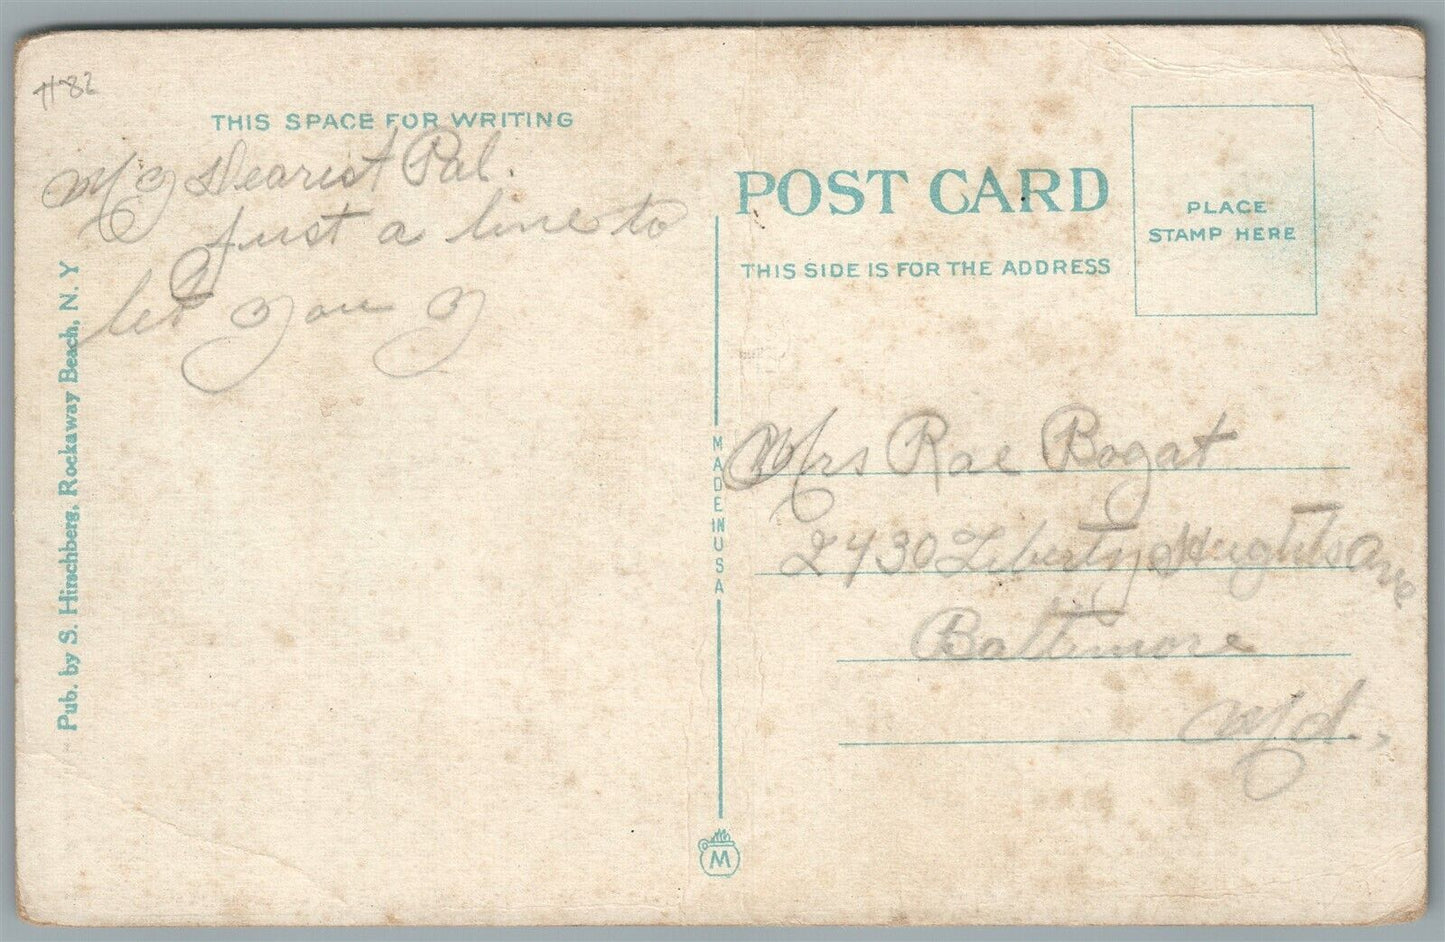 #82
THIS SPACE FOR WRITING
My Dearest Pal.
just a line to
let you y
Pub. by S. Hirschberg, Rockaway Beach, N. Y
POST CARD
THIS SIDE IS FOR THE ADDRESS
PLACE
STAMP HERE
MADE IN USA
M
Mrs Rae Bogat
2430 Liberty Heights Ave
Baltimore
Md.,